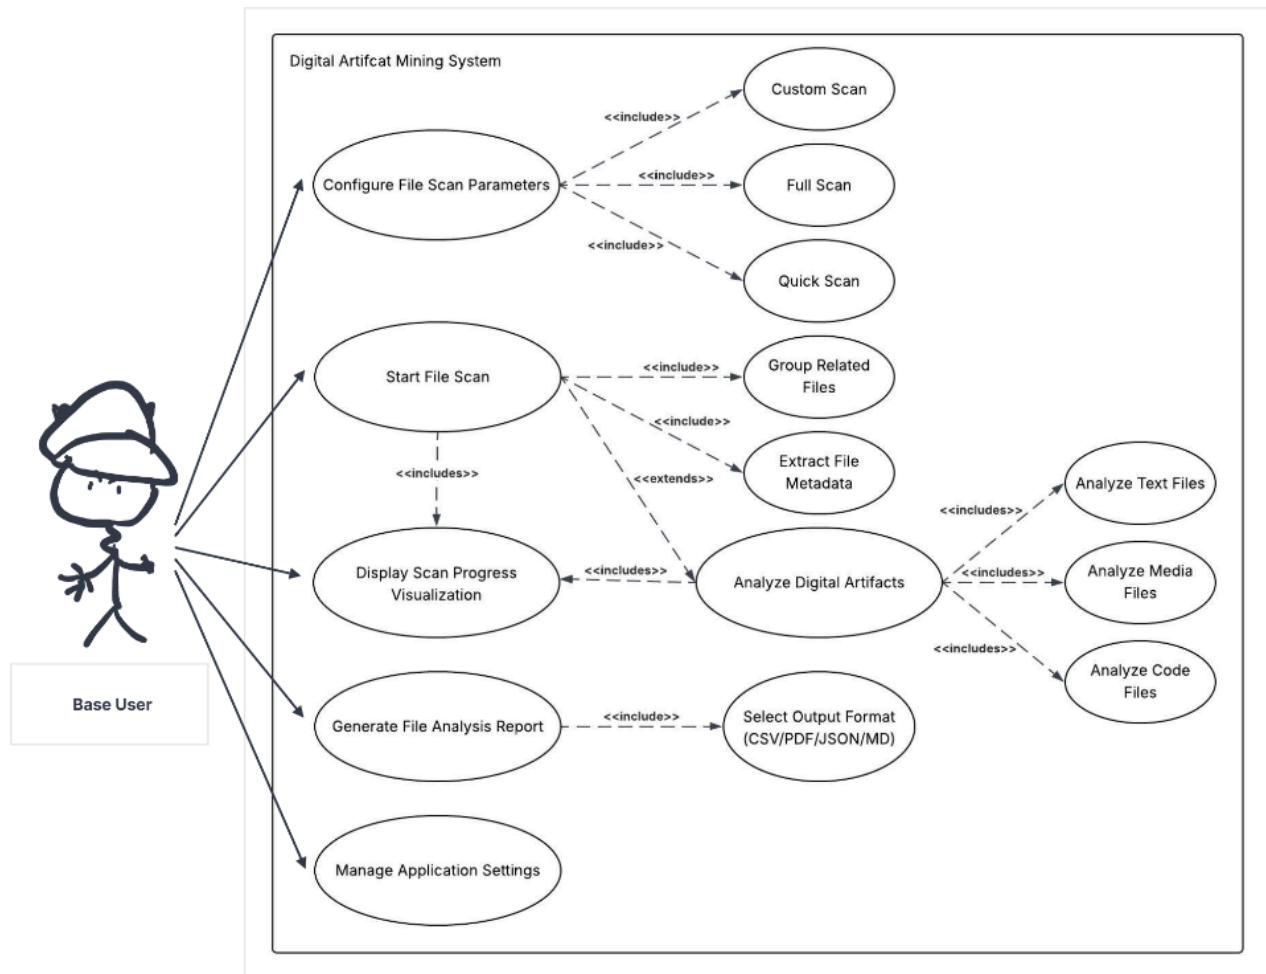 Digital Artifcat Mining System
Custom Scan
<<include>>
Configure File Scan Parameters
<<include>>
Full Scan
<<include>>
Quick Scan
Start File Scan
<<include>>
Group Related
Files
<<include>>
Extract File
Metadata
<<includes>>
<<extends>>
Analyze Text Files
<<includes>>
Display Scan Progress
Visualization
<<includes>>
Analyze Digital Artifacts
<<includes>>
Analyze Media
Files
<<includes>>
Analyze Code
Files
Base User
Generate File Analysis Report
<<include>>
Select Output Format
(CSV/PDF/JSON/MD)
Manage Application Settings